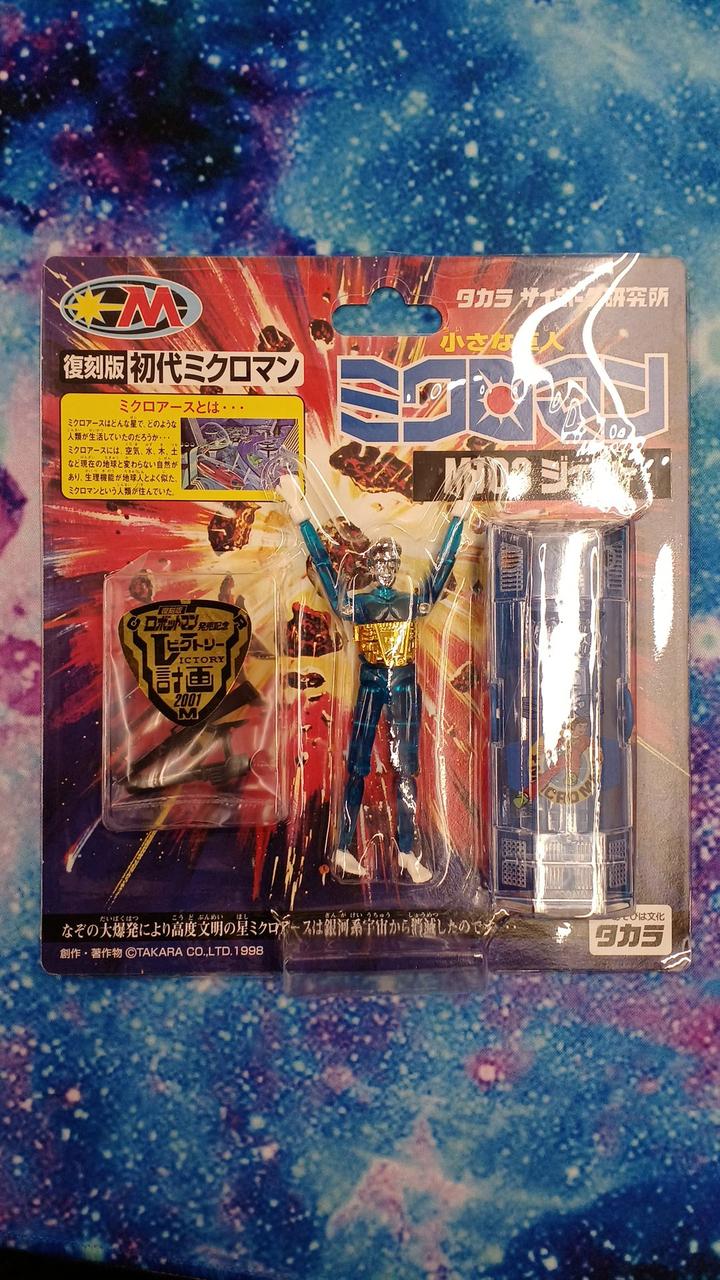 M
タカラ サイボーグ研究所
小さな巨人
ミクロマン
復刻版 初代ミクロマン
ミクロアースとは・・・
ミクロアースはどんな星で、どのような
人類が生活していたのだろうか・・・
ミクロアースには、空気、水、木、土
など現在の地球と変わらない自然が
あり、生理機能が地球人とよく似た、
ミクロマンという人類が住んでいた。
復刻版
ロボットマン発売記念
ビクトリー
VICTORY
計画
2001
M
なぞの大爆発により高度文明の星ミクロアースは銀河系宇宙から消滅したので
創作・著作物 ©TAKARA CO.,LTD.1998
あそびは文化
タカラ